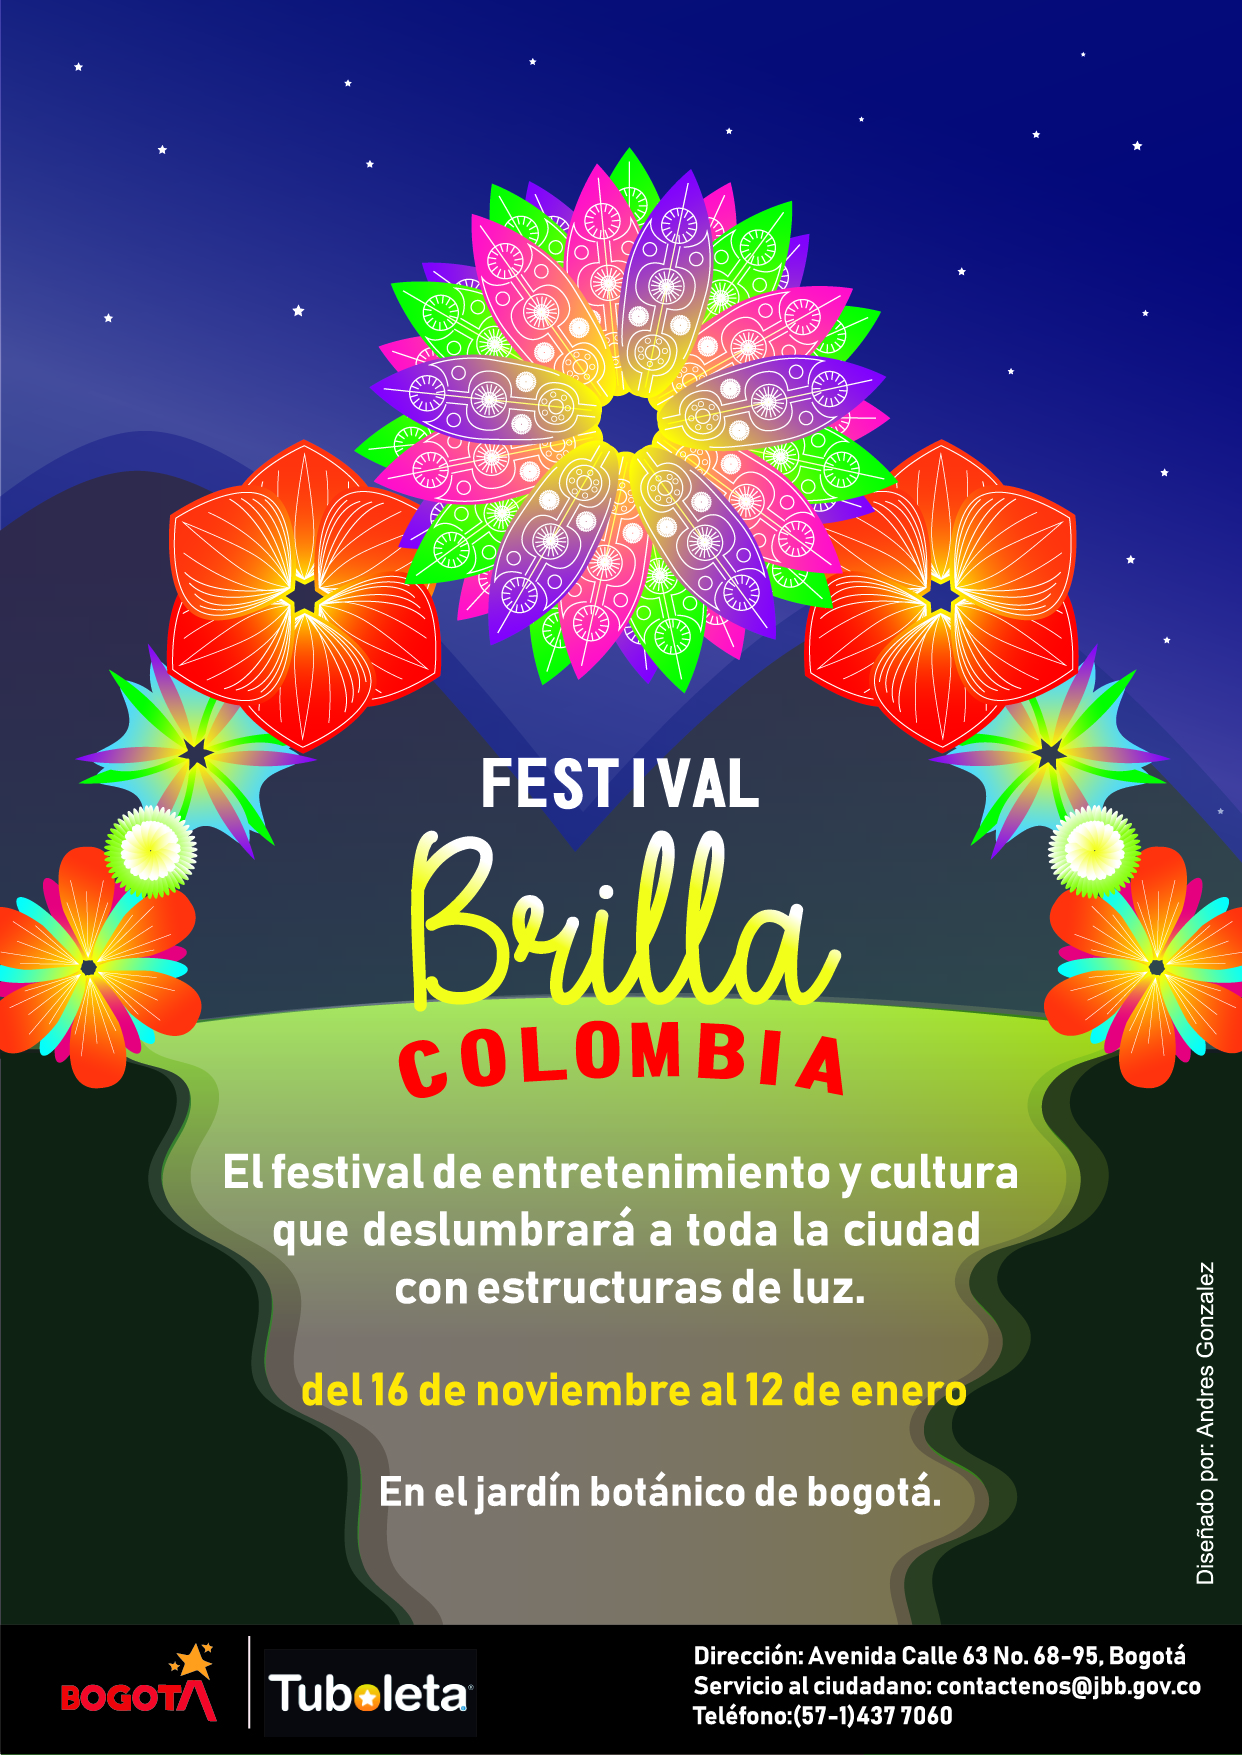 FESTIVAL
Brilla
COLOMBIA
El festival de entretenimiento y cultura
que deslumbrará a toda la ciudad
con estructuras de luz.
del 16 de noviembre al 12 de enero
En el jardín botánico de bogotá.
Diseñado por: Andres Gonzalez
BOGOTÁ
Tuboleta
Dirección: Avenida Calle 63 No. 68-95, Bogotá
Servicio al ciudadano: contactenos@jbb.gov.co
Teléfono:(57-1)437 7060